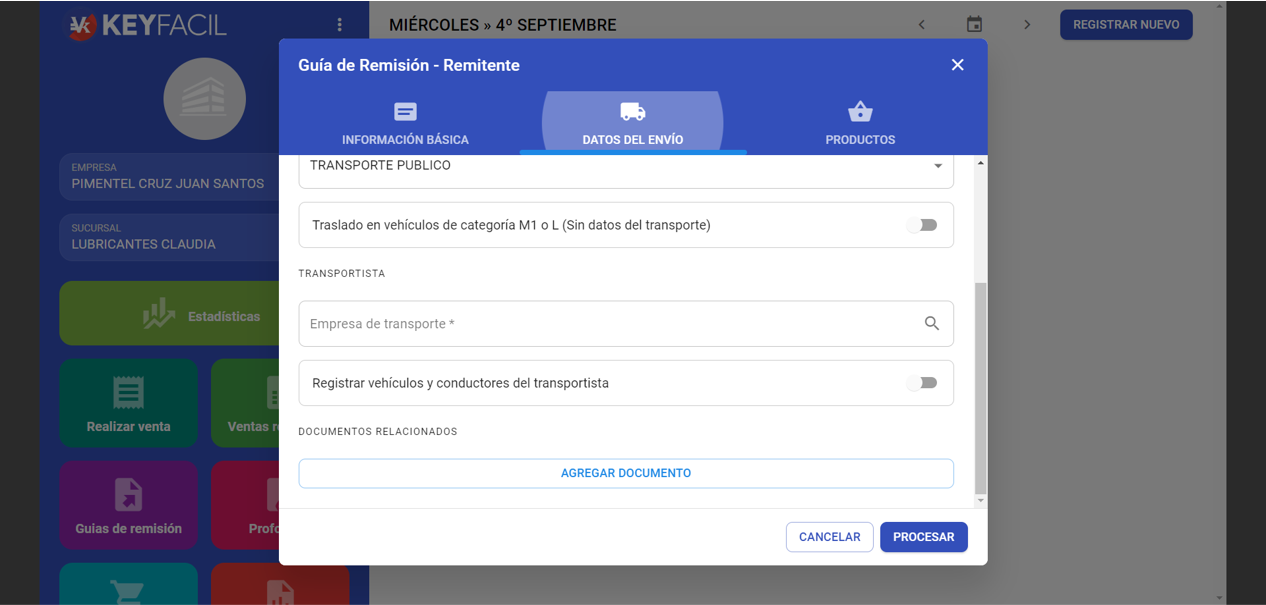 KEYFACIL
MIÉRCOLES » 4º SEPTIEMBRE
REGISTRAR NUEVO
Guía de Remisión - Remitente
INFORMACIÓN BÁSICA
DATOS DEL ENVÍO
PRODUCTOS
EMPRESA
PIMENTEL CRUZ JUAN SANTOS
SUCURSAL
LUBRICANTES CLAUDIA
Estadísticas
Realizar venta
Ventas r
Guias de remisión
Prof
TRANSPORTE PUBLICO
Traslado en vehículos de categoría M1 o L (Sin datos del transporte)
TRANSPORTISTA
Empresa de transporte *
Registrar vehículos y conductores del transportista
DOCUMENTOS RELACIONADOS
AGREGAR DOCUMENTO
CANCELAR
PROCESAR